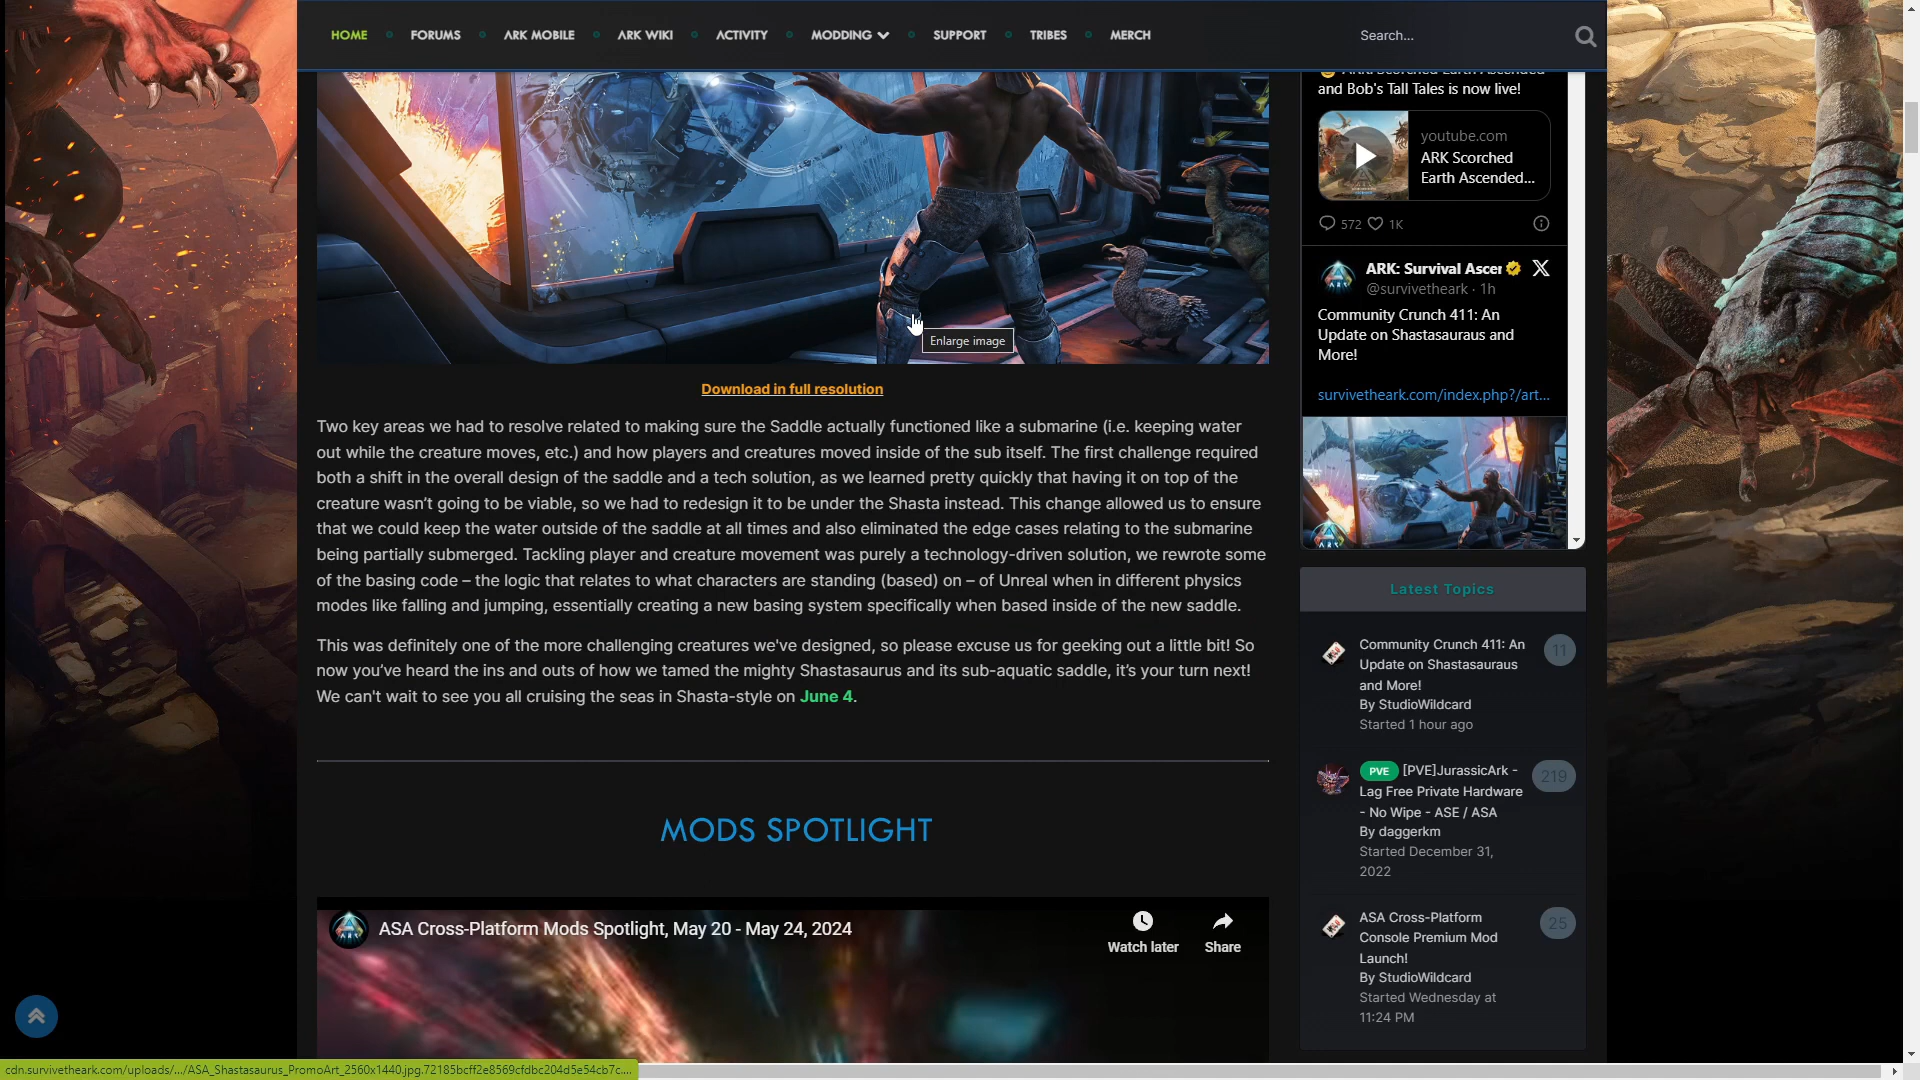 HOME
FORUMS
ARK MOBILE
ARK WIKI
ACTIVITY
MODDING
SUPPORT
TRIBES
MERCH
Search...
Enlarge image
Download in full resolution
Two key areas we had to resolve related to making sure the Saddle actually functioned like a submarine (i.e. keeping water
out while the creature moves, etc.) and how players and creatures moved inside of the sub itself. The first challenge required
both a shift in the overall design of the saddle and a tech solution, as we learned pretty quickly that having it on top of the
creature wasn't going to be viable, so we had to redesign it to be under the Shasta instead. This change allowed us to ensure
that we could keep the water outside of the saddle at all times and also eliminated the edge cases relating to the submarine
being partially submerged. Tackling player and creature movement was purely a technology-driven solution, we rewrote some
of the basing code – the logic that relates to what characters are standing (based) on – of Unreal when in different physics
modes like falling and jumping, essentially creating a new basing system specifically when based inside of the new saddle.
This was definitely one of the more challenging creatures we've designed, so please excuse us for geeking out a little bit! So
now you've heard the ins and outs of how we tamed the mighty Shastasaurus and its sub-aquatic saddle, it's your turn next!
We can't wait to see you all cruising the seas in Shasta-style on June 4.
MODS SPOTLIGHT
ASA Cross-Platform Mods Spotlight, May 20 - May 24, 2024
Watch later
Share
ARK: Scorched Earth Ascended
and Bob's Tall Tales is now live!
youtube.com
ARK Scorched
Earth Ascended...
572
1K
ARK: Survival Ascer
@survivetheark · 1h
Community Crunch 411: An
Update on Shastasauraus and
More!
survivetheark.com/index.php?/art...
ARK
Latest Topics
Community Crunch 411: An
Update on Shastasauraus
and More!
By StudioWildcard
Started 1 hour ago
11
PVE [PVE]JurassicArk -
Lag Free Private Hardware
- No Wipe - ASE / ASA
By daggerkm
Started December 31,
2022
219
ASA Cross-Platform
Console Premium Mod
Launch!
By StudioWildcard
Started Wednesday at
11:24 PM
25
cdn.survivetheark.com/uploads/.../ASA_Shastasaurus_PromoArt_2560x1440.jpg.72185bcff2e8569cfdbc204d5e54cb7c....